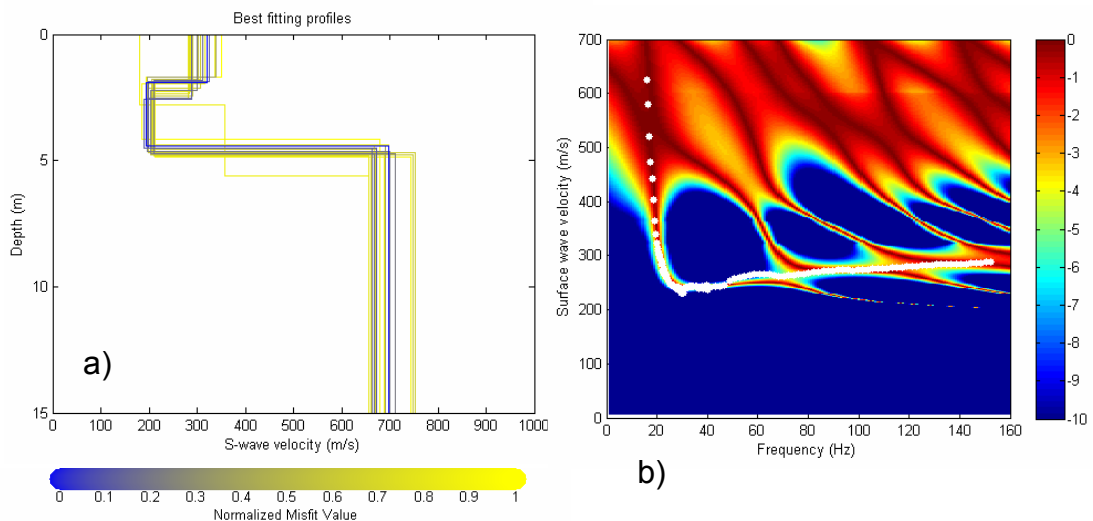 Best fitting profiles
0
5
10
15
Depth (m)
0 100 200 300 400 500 600 700 800 900 1000
S-wave velocity (m/s)
a)
0 0.1 0.2 0.3 0.4 0.5 0.6 0.7 0.8 0.9 1
Normalized Misfit Value
700
600
500
400
300
200
100
0
Surface wave velocity (m/s)
0 20 40 60 80 100 120 140 160
Frequency (Hz)
b)
0
-1
-2
-3
-4
-5
-6
-7
-8
-9
-10